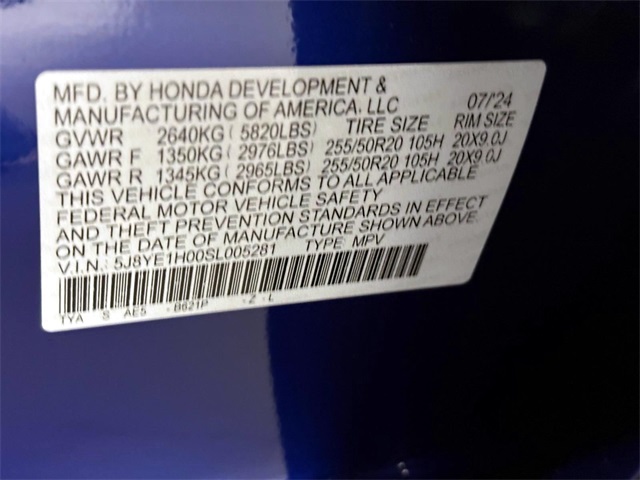 MFD. BY HONDA DEVELOPMENT &
MANUFACTURING OF AMERICA, LLC 07/'24
GVWR 2640KG (5820LBS) TIRE SIZE RIM SIZE
GAWR F 1350KG (2976LBS) 255/50R20 105H 20X9.0J
GAWR R 1345KG (2965LBS) 255/50R20 105H 20X9.0J
THIS VEHICLE CONFORMS TO ALL APPLICABLE
FEDERAL MOTOR VEHICLE SAFETY
AND THEFT PREVENTION STANDARDS IN EFFECT
ON THE DATE OF MANUFACTURE SHOWN ABOVE.
V.I.N.: 5J8YE1H00SL005281 TYPE: MPV
TYA S AE5 - B621P - Z - L